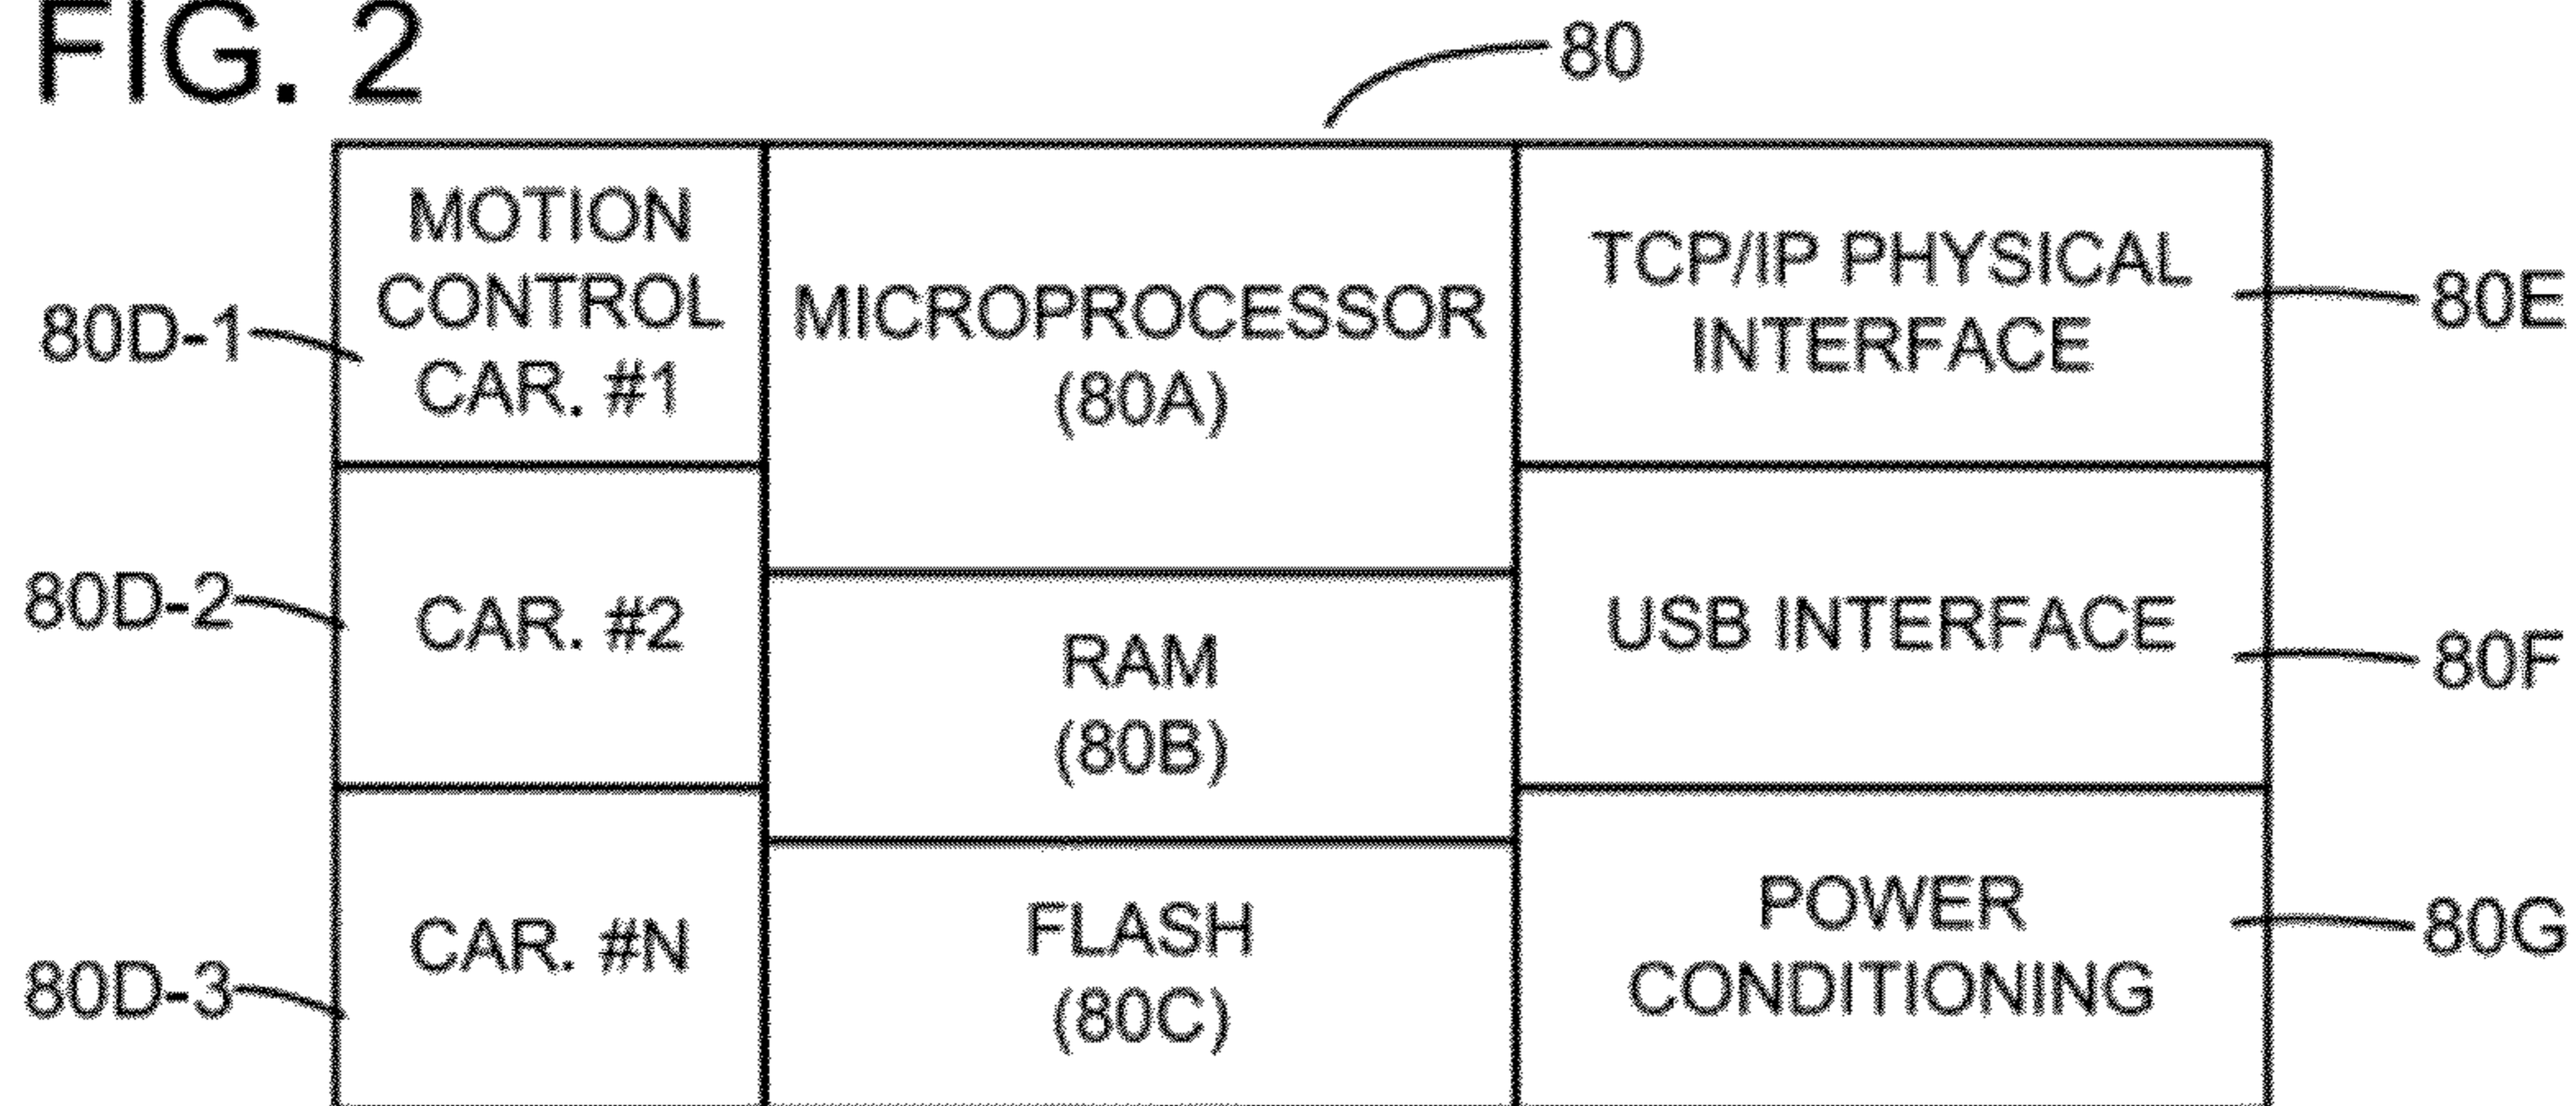 FIG. 2
80
MOTION
CONTROL
CAR. #1
80D-1
MICROPROCESSOR
(80A)
TCP/IP PHYSICAL
INTERFACE
80E
80D-2
CAR. #2
RAM
(80B)
USB INTERFACE
80F
80D-3
CAR. #N
FLASH
(80C)
POWER
CONDITIONING
80G